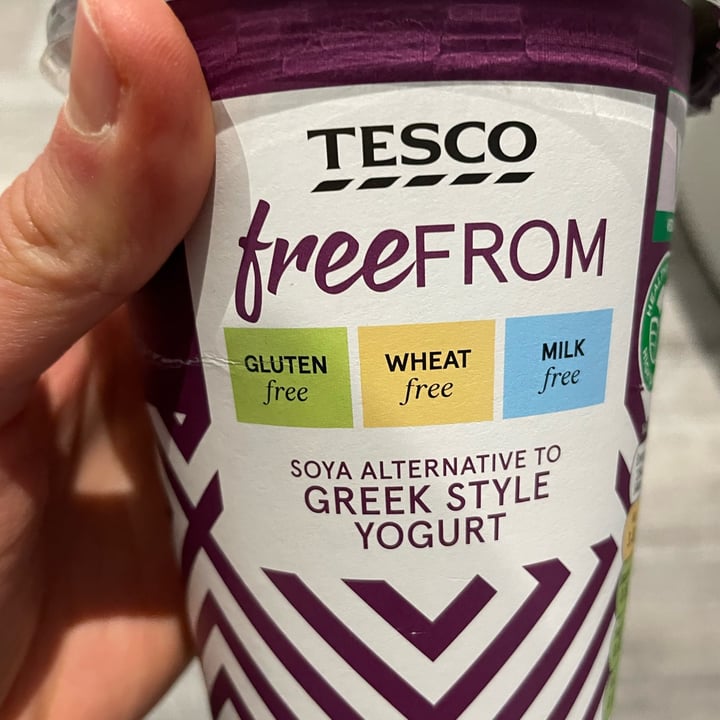 TESCO
freeFROM
GLUTEN
free
WHEAT
free
MILK
free
SOYA ALTERNATIVE TO
GREEK STYLE
YOGURT